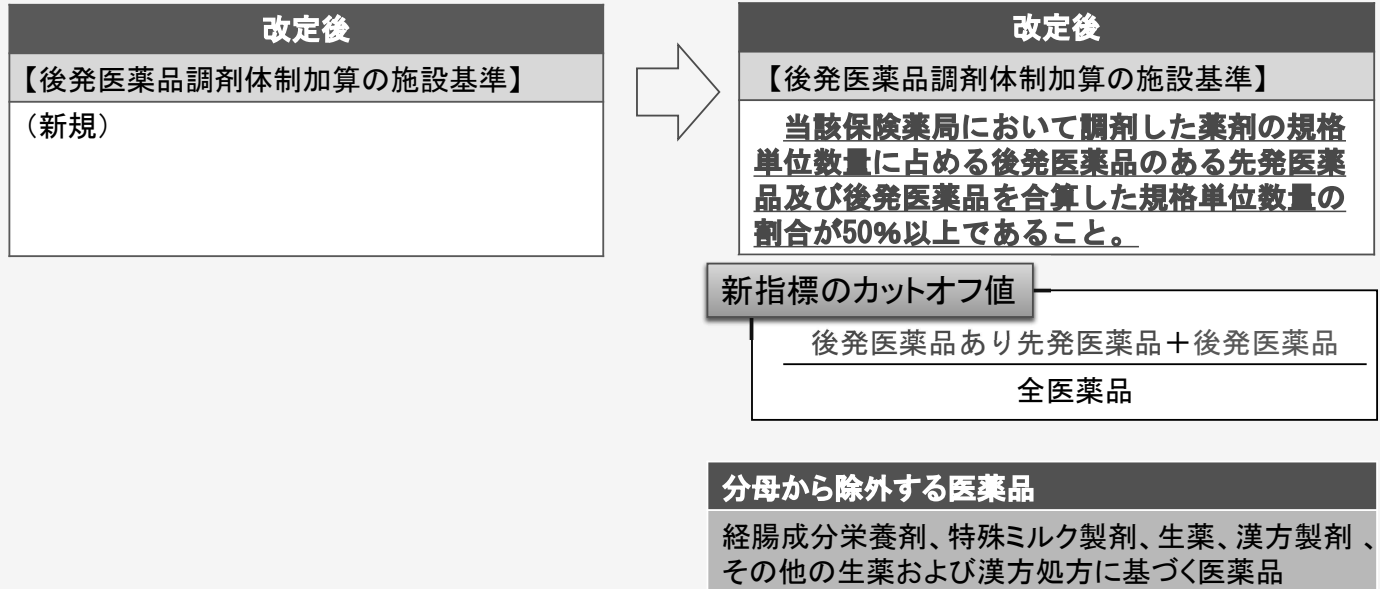 改定後
【後発医薬品調剤体制加算の施設基準】
（新規）
改定後
【後発医薬品調剤体制加算の施設基準】
当該保険薬局において調剤した薬剤の規格
単位数量に占める後発医薬品のある先発医薬
品及び後発医薬品を合算した規格単位数量の
割合が50％以上であること。
新指標のカットオフ値
後発医薬品あり先発医薬品＋後発医薬品
全医薬品
分母から除外する医薬品
経腸成分栄養剤、特殊ミルク製剤、生薬、漢方製剤 、
その他の生薬および漢方処方に基づく医薬品